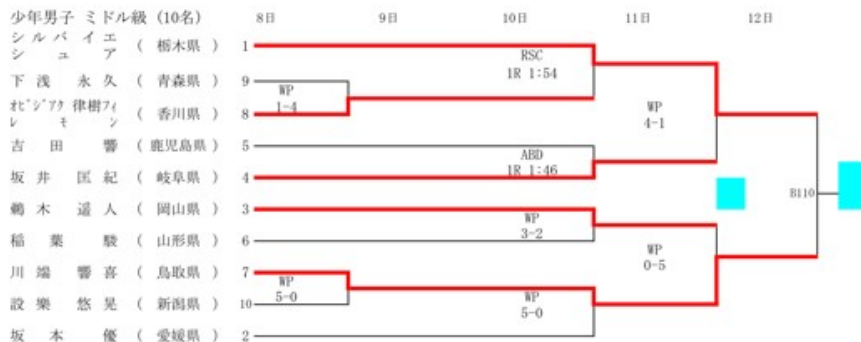 少年男子 ミドル級 (10名)
8日 9日 10日 11日 12日
シルバイエ
シュア ( 栃木県 ) 1
下浅 永久 ( 青森県 ) 9
オビジアク 律樹フィ
レモン ( 香川県 ) 8
吉田 響 ( 鹿児島県 ) 5
坂井 匡紀 ( 岐阜県 ) 4
鵜木 遥人 ( 岡山県 ) 3
稲葉 駿 ( 山形県 ) 6
川端 響喜 ( 鳥取県 ) 7
設樂 悠晃 ( 新潟県 ) 10
坂本 優 ( 愛媛県 ) 2
WP
1-4
WP
5-0
RSC
1R 1:54
ABD
1R 1:46
WP
3-2
WP
5-0
WP
4-1
WP
0-5
B110